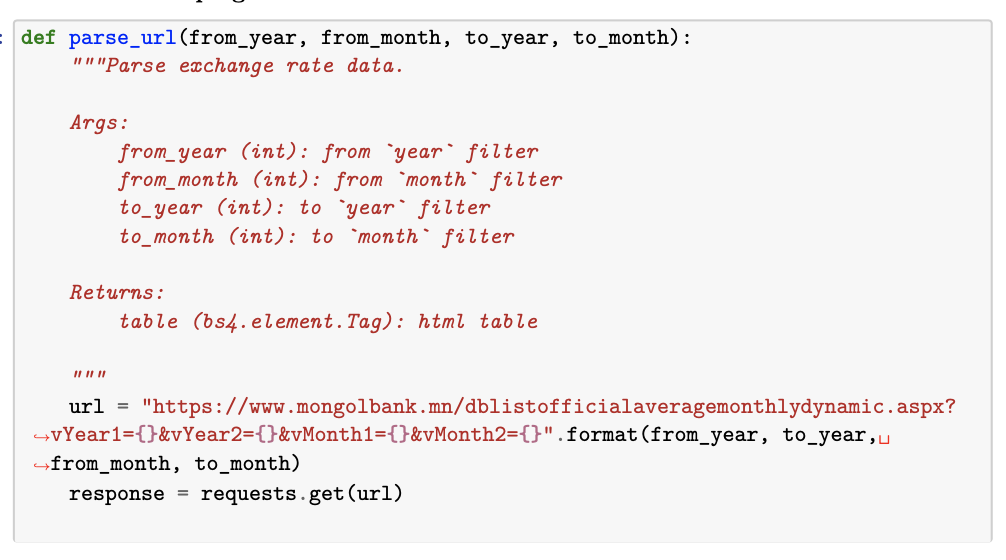 : def parse_url(from_year, from_month, to_year, to_month):
"""Parse exchange rate data.
Args:
from_year (int): from `year` filter
from_month (int): from `month` filter
to_year (int): to `year` filter
to_month (int): to `month` filter
Returns:
table (bs4.element.Tag): html table
"""
url = "https://www.mongolbank.mn/dblistofficialaveragemonthlydynamic.aspx?
↪vYear1={}&vYear2={}&vMonth1={}&vMonth2={}".format(from_year, to_year,␣
↪from_month, to_month)
response = requests.get(url)